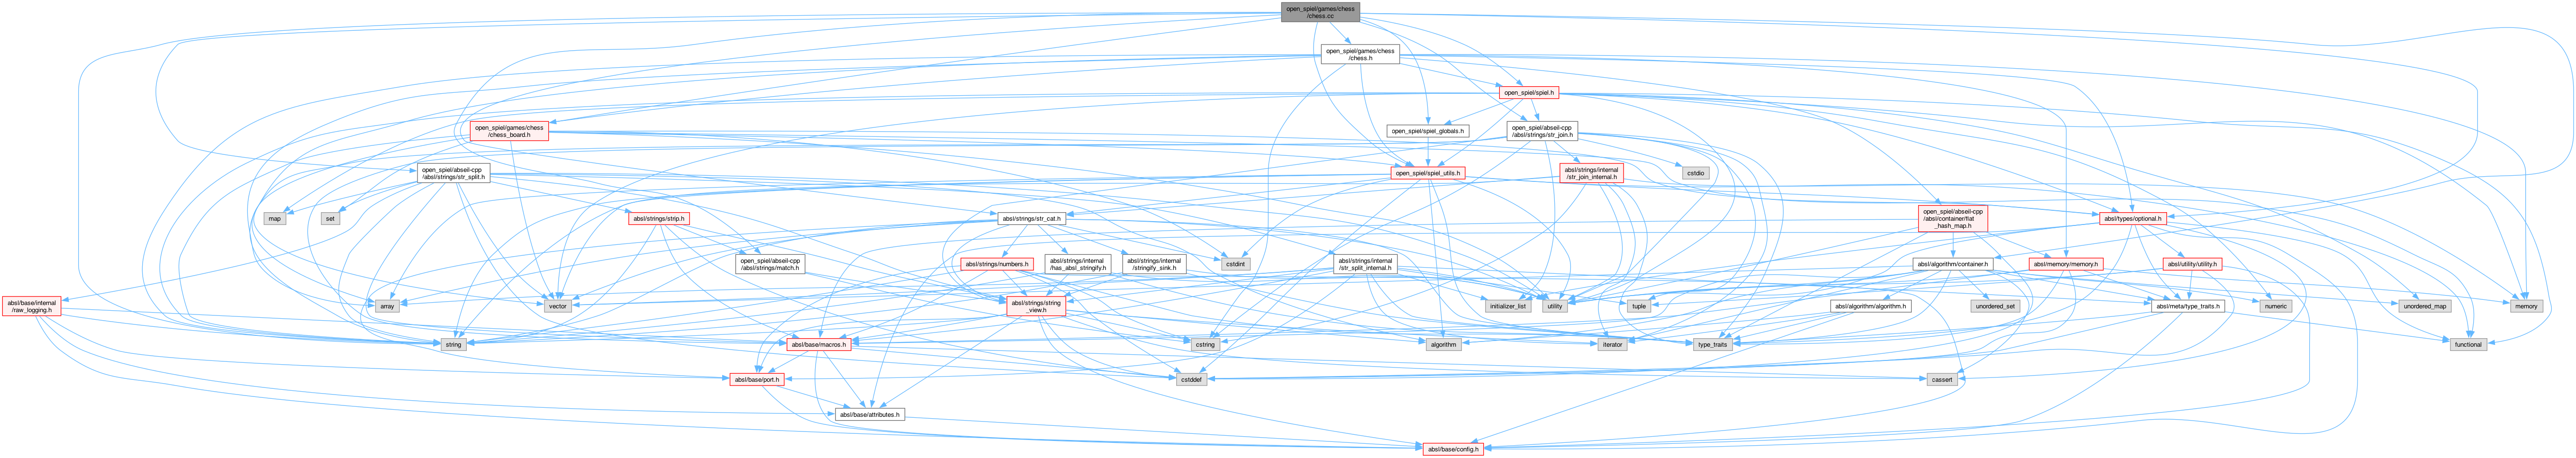 open_spiel/games/chess
/chess.cc
open_spiel/games/chess
/chess.h
open_spiel/spiel.h
open_spiel/games/chess
/chess_board.h
open_spiel/spiel_globals.h
open_spiel/abseil-cpp
/absl/strings/str_join.h
open_spiel/abseil-cpp
/absl/strings/str_split.h
open_spiel/spiel_utils.h
cstdio
absl/strings/internal
/str_join_internal.h
map
set
absl/strings/strip.h
absl/strings/str_cat.h
open_spiel/abseil-cpp
/absl/container/flat
_hash_map.h
absl/types/optional.h
open_spiel/abseil-cpp
/absl/strings/match.h
absl/strings/numbers.h
absl/strings/internal
/has_absl_stringify.h
absl/strings/internal
/stringify_sink.h
cstdint
absl/strings/internal
/str_split_internal.h
absl/algorithm/container.h
absl/memory/memory.h
absl/utility/utility.h
absl/base/internal
/raw_logging.h
array
vector
absl/strings/string
_view.h
initializer_list
utility
tuple
absl/algorithm/algorithm.h
unordered_set
absl/meta/type_traits.h
numeric
unordered_map
memory
string
absl/base/macros.h
cstring
algorithm
iterator
type_traits
functional
absl/base/port.h
cstddef
cassert
absl/base/attributes.h
absl/base/config.h